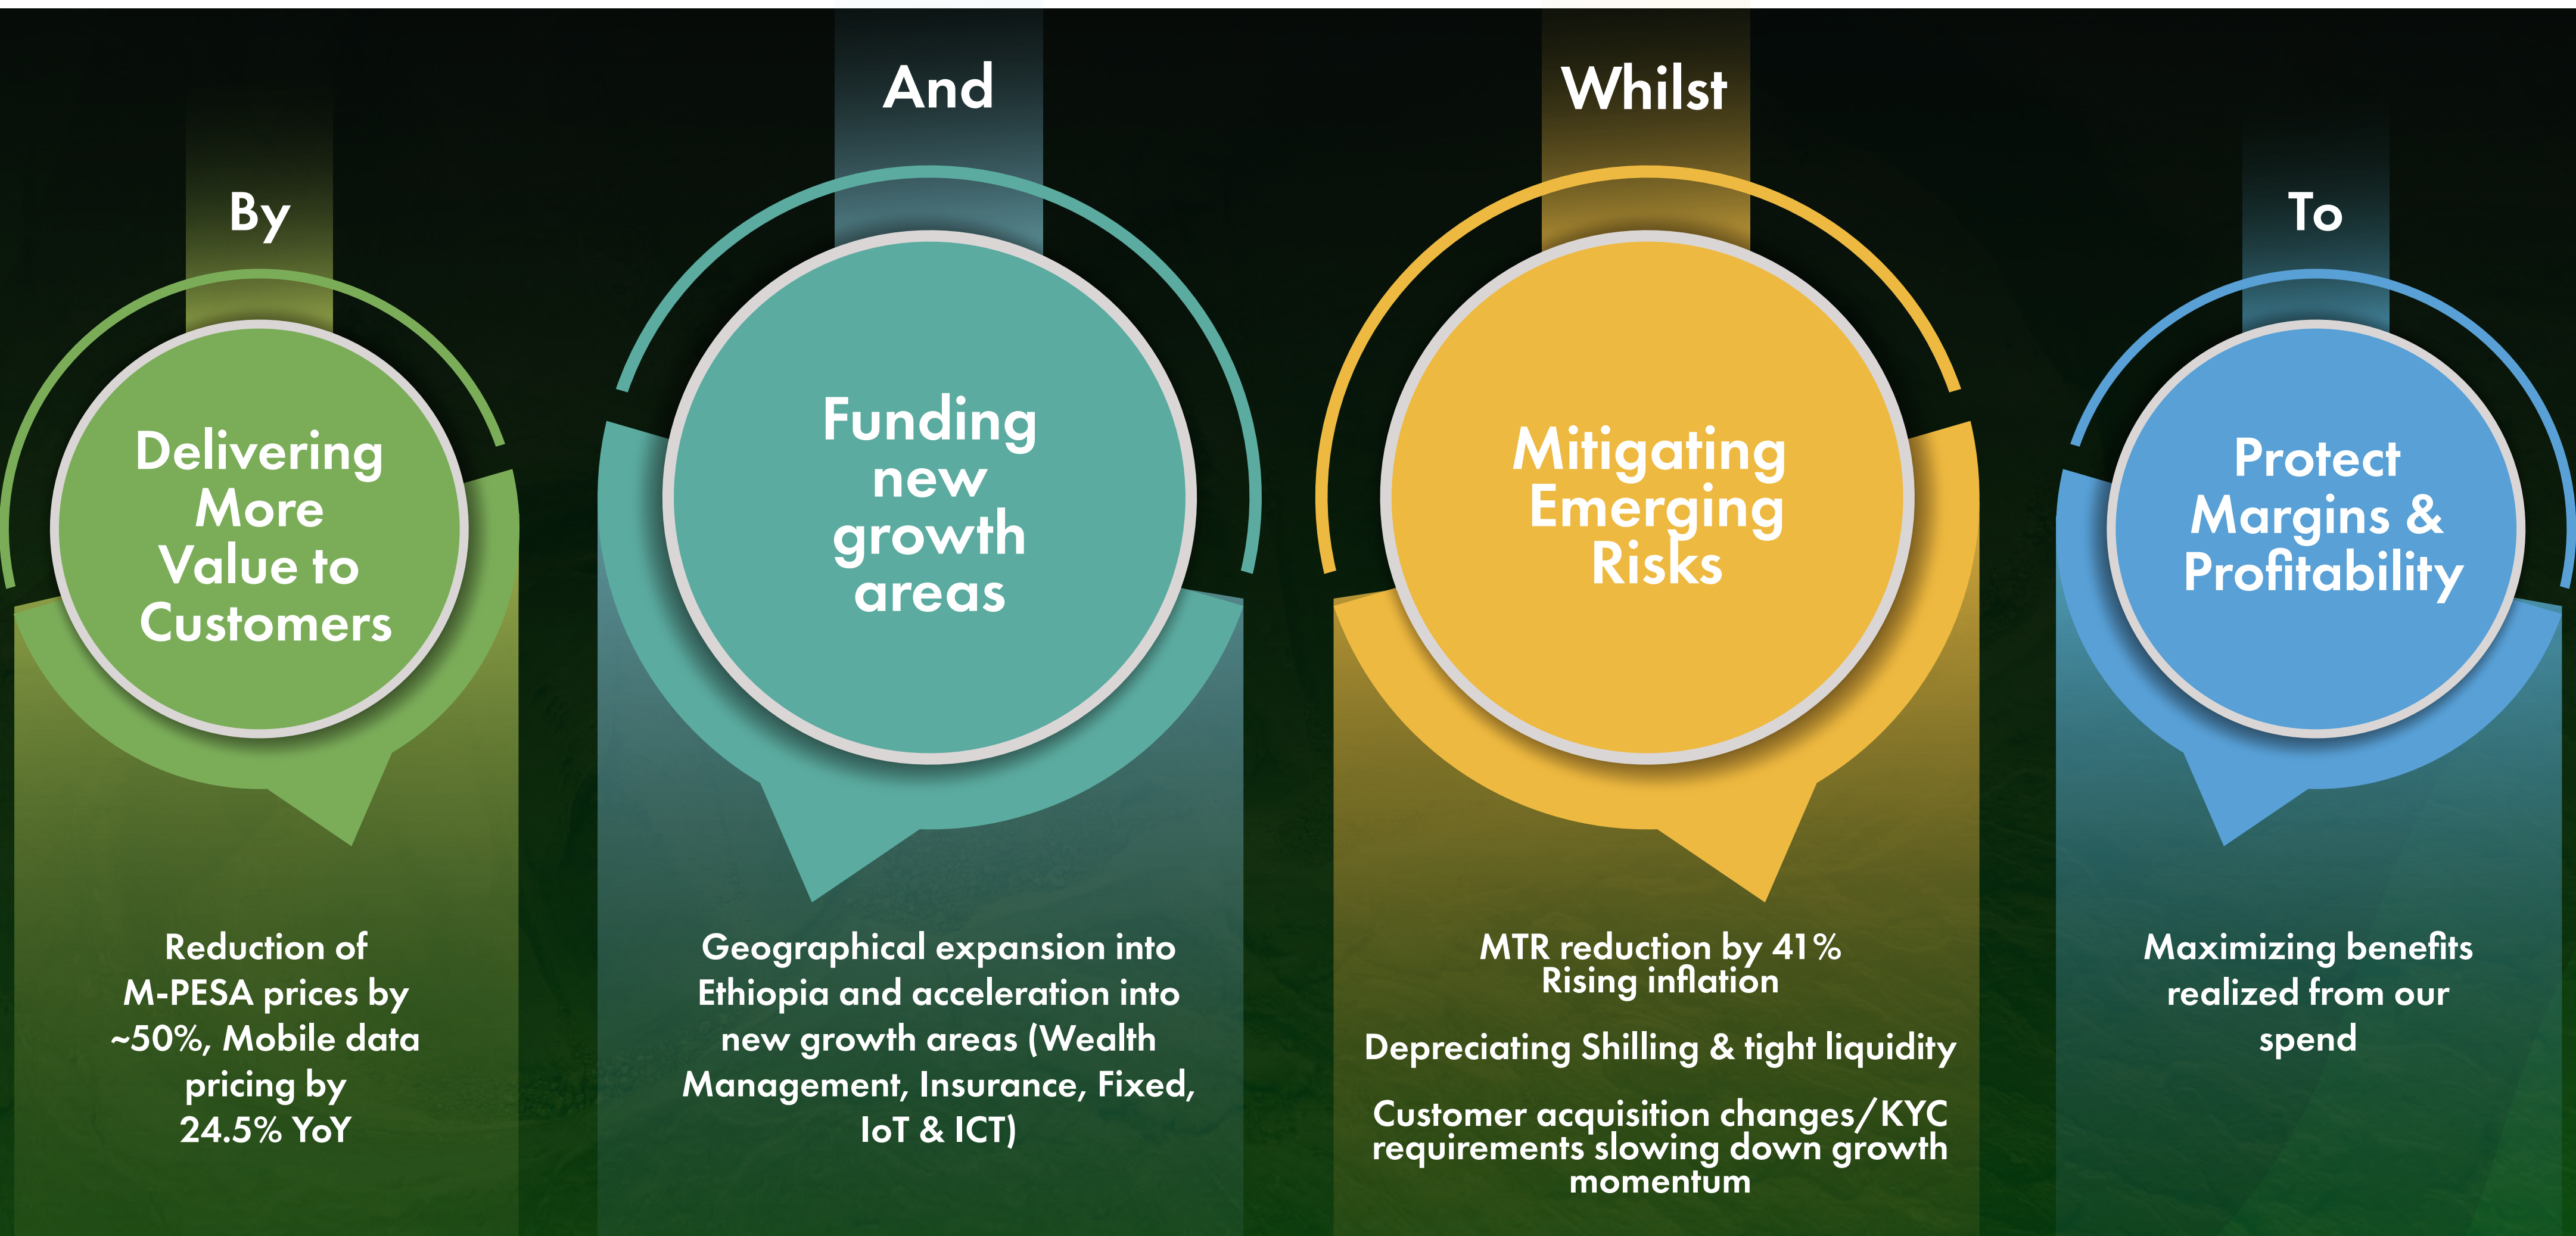 By
Delivering
More
Value to
Customers
Reduction of
M-PESA prices by
~50%, Mobile data
pricing by
24.5% YoY
And
Funding
new
growth
areas
Geographical expansion into
Ethiopia and acceleration into
new growth areas (Wealth
Management, Insurance, Fixed,
IoT & ICT)
Whilst
Mitigating
Emerging
Risks
MTR reduction by 41%
Rising inflation
Depreciating Shilling & tight liquidity
Customer acquisition changes/KYC
requirements slowing down growth
momentum
To
Protect
Margins &
Profitability
Maximizing benefits
realized from our
spend